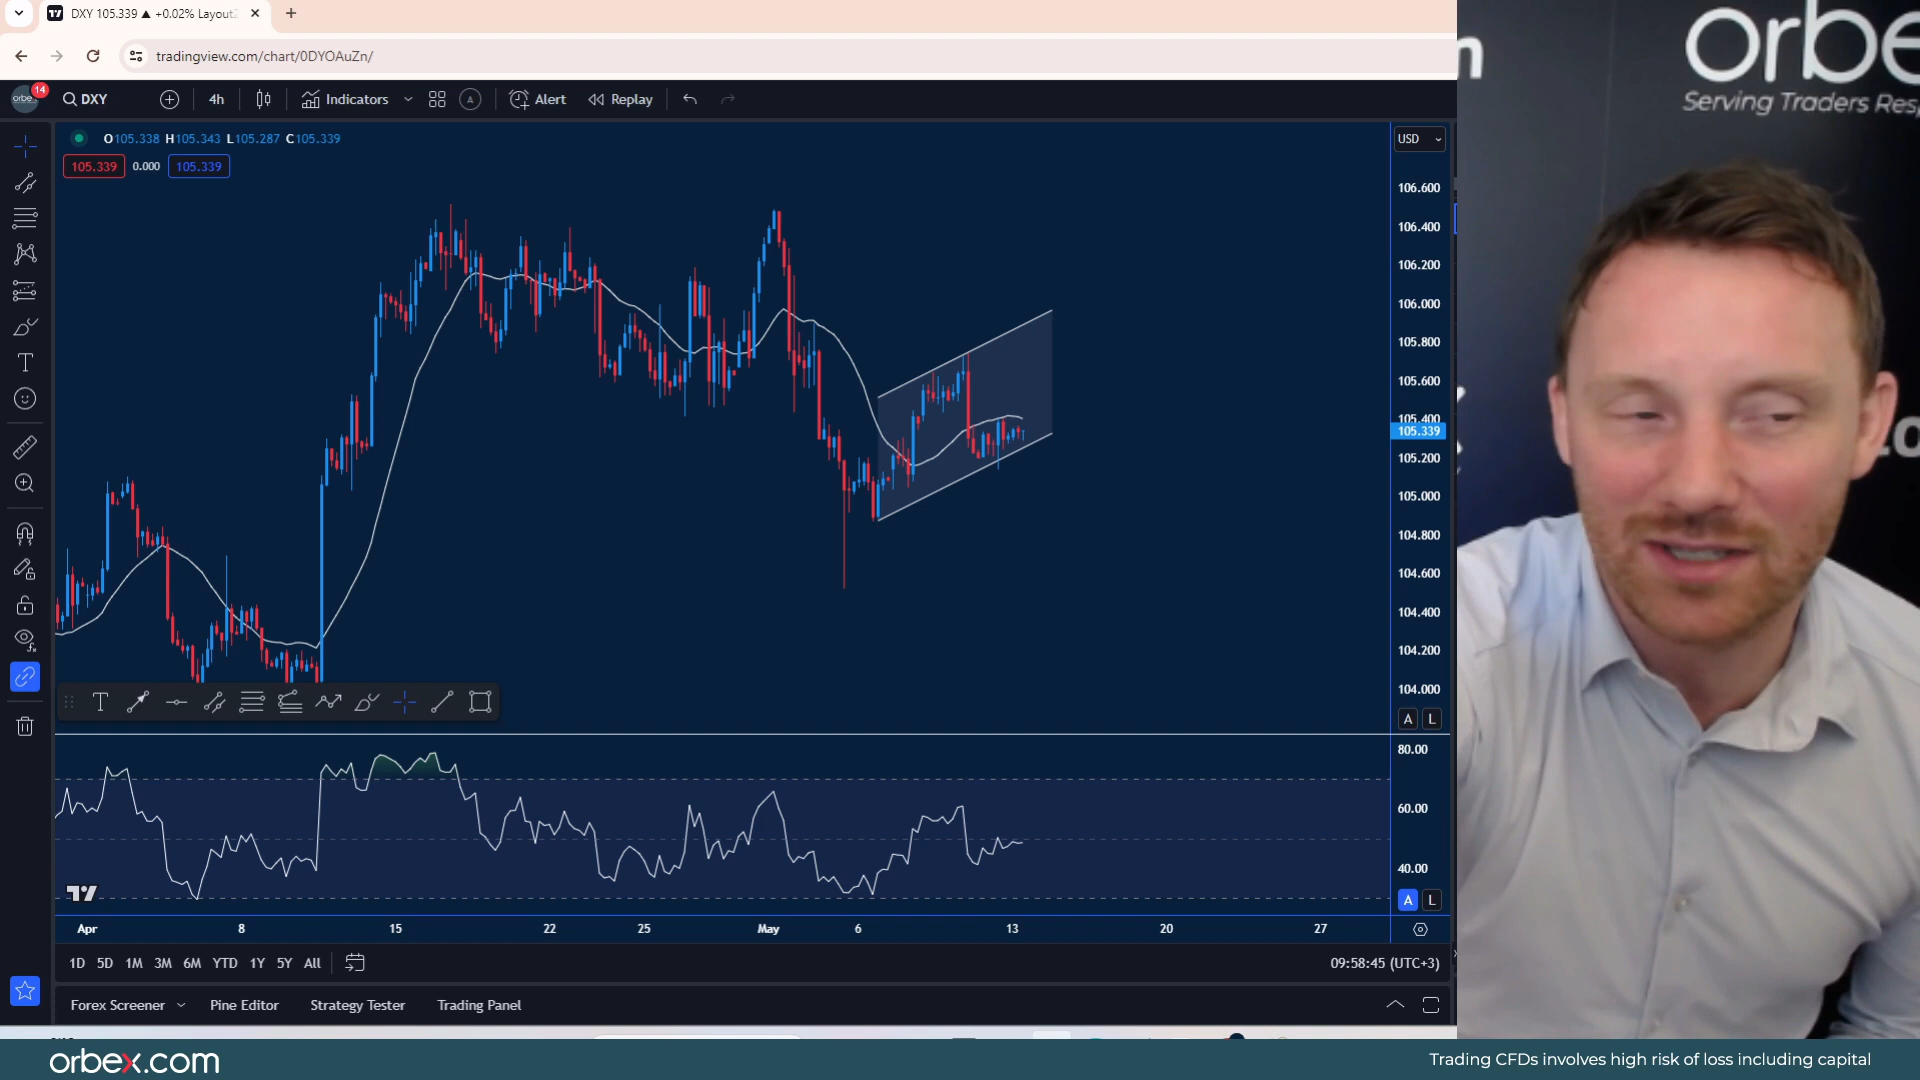 DXY 105.339 ▲ +0.02% Layout
tradingview.com/chart/0DYOAuZn/
orbex
14
DXY
4h
Indicators
A
Alert
Replay
O105.338 H105.343 L105.287 C105.339
105.339 0.000 105.339
USD
106.600
106.400
106.200
106.000
105.800
105.600
105.400
105.339
105.200
105.000
104.800
104.600
104.400
104.200
104.000
A L
80.00
60.00
40.00
A L
Apr 8 15 22 25 May 6 13 20 27
1D 5D 1M 3M 6M YTD 1Y 5Y All
09:58:45 (UTC+3)
Forex Screener Pine Editor Strategy Tester Trading Panel
orbex
Serving Traders Resp
orbex.com
Trading CFDs involves high risk of loss including capital